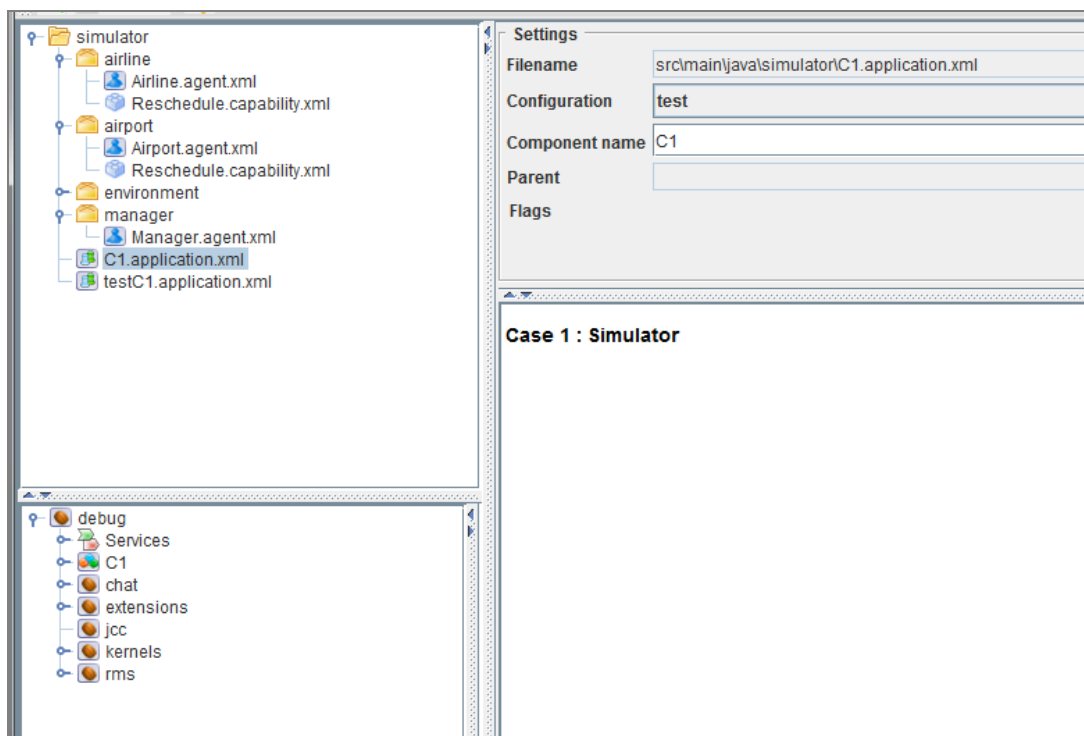 simulator
airline
Airline.agent.xml
Reschedule.capability.xml
airport
Airport.agent.xml
Reschedule.capability.xml
environment
manager
Manager.agent.xml
C1.application.xml
testC1.application.xml
debug
Services
C1
chat
extensions
jcc
kernels
rms
Settings
Filename src\main\java\simulator\C1.application.xml
Configuration test
Component name C1
Parent
Flags
Case 1 : Simulator